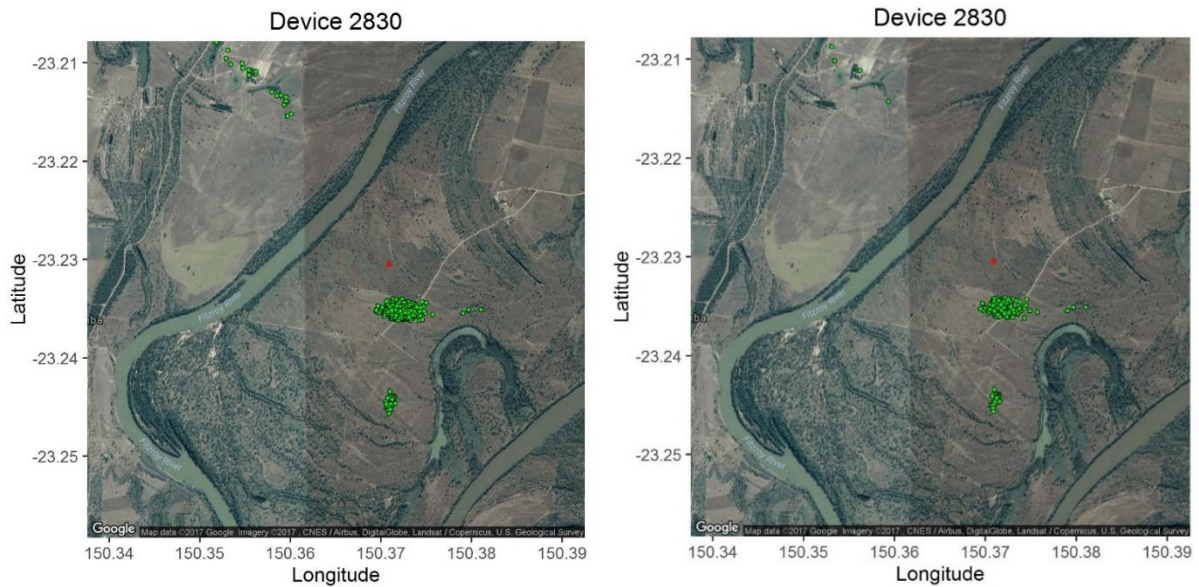 Device 2830
-23.21
-23.22
-23.23
-23.24
-23.25
Latitude
Fitzroy River
Fitzroy River
Fitzroy River
ba
Google
Map data ©2017 Google Imagery ©2017 , CNES / Airbus, DigitalGlobe, Landsat / Copernicus, U.S. Geological Survey
150.34 150.35 150.36 150.37 150.38 150.39
Longitude
Device 2830
-23.21
-23.22
-23.23
-23.24
-23.25
Latitude
Fitzroy River
Fitzroy River
Fitzroy River
ba
Google
Map data ©2017 Google Imagery ©2017 , CNES / Airbus, DigitalGlobe, Landsat / Copernicus, U.S. Geological Survey
150.34 150.35 150.36 150.37 150.38 150.39
Longitude